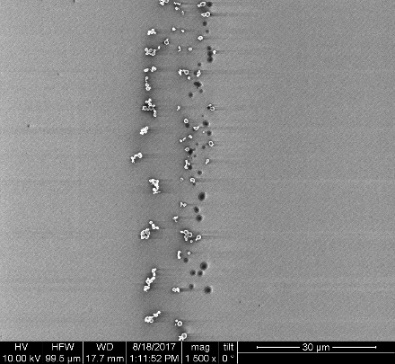 HV HFW WD 8/18/2017 mag tilt
10.00 kV 99.5 µm 17.7 mm 1:11:52 PM 1 500 x 0 ° 30 µm